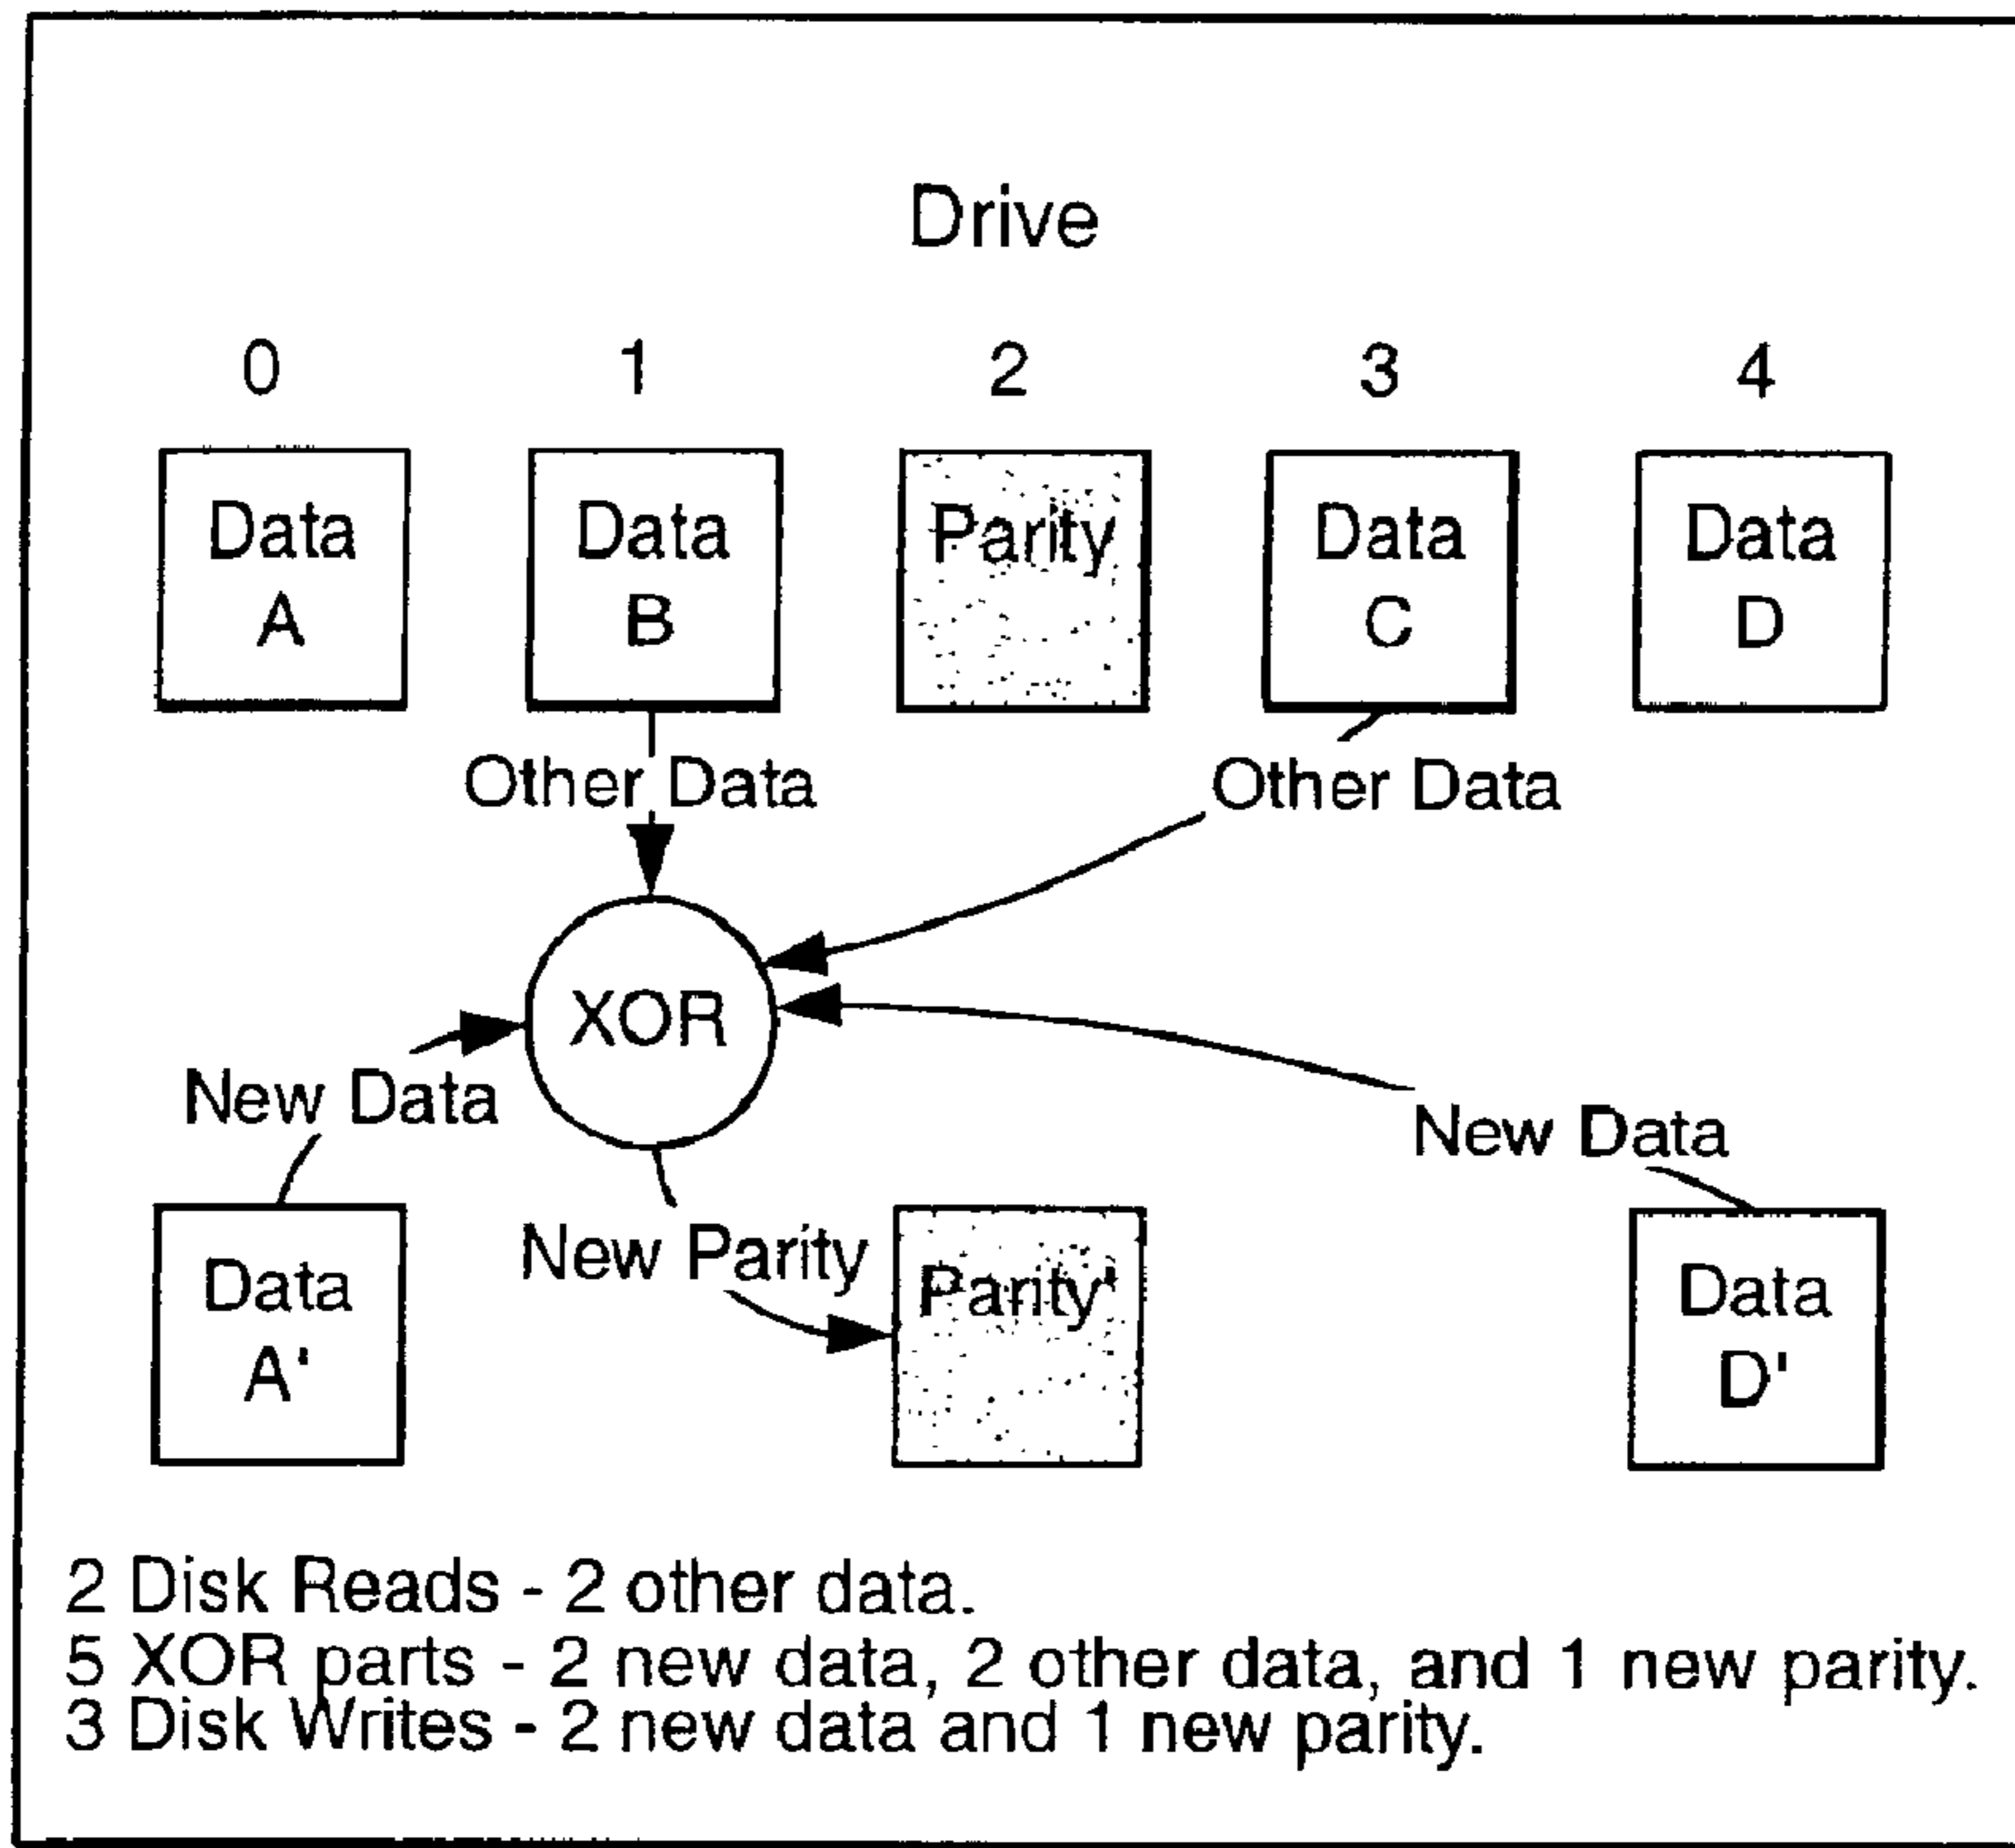 Drive
0 1 2 3 4
Data A
Data B
Parity
Data C
Data D
Other Data
Other Data
XOR
New Data
New Data
New Parity
Data A'
Parity'
Data D'
2 Disk Reads - 2 other data.
5 XOR parts - 2 new data, 2 other data, and 1 new parity.
3 Disk Writes - 2 new data and 1 new parity.